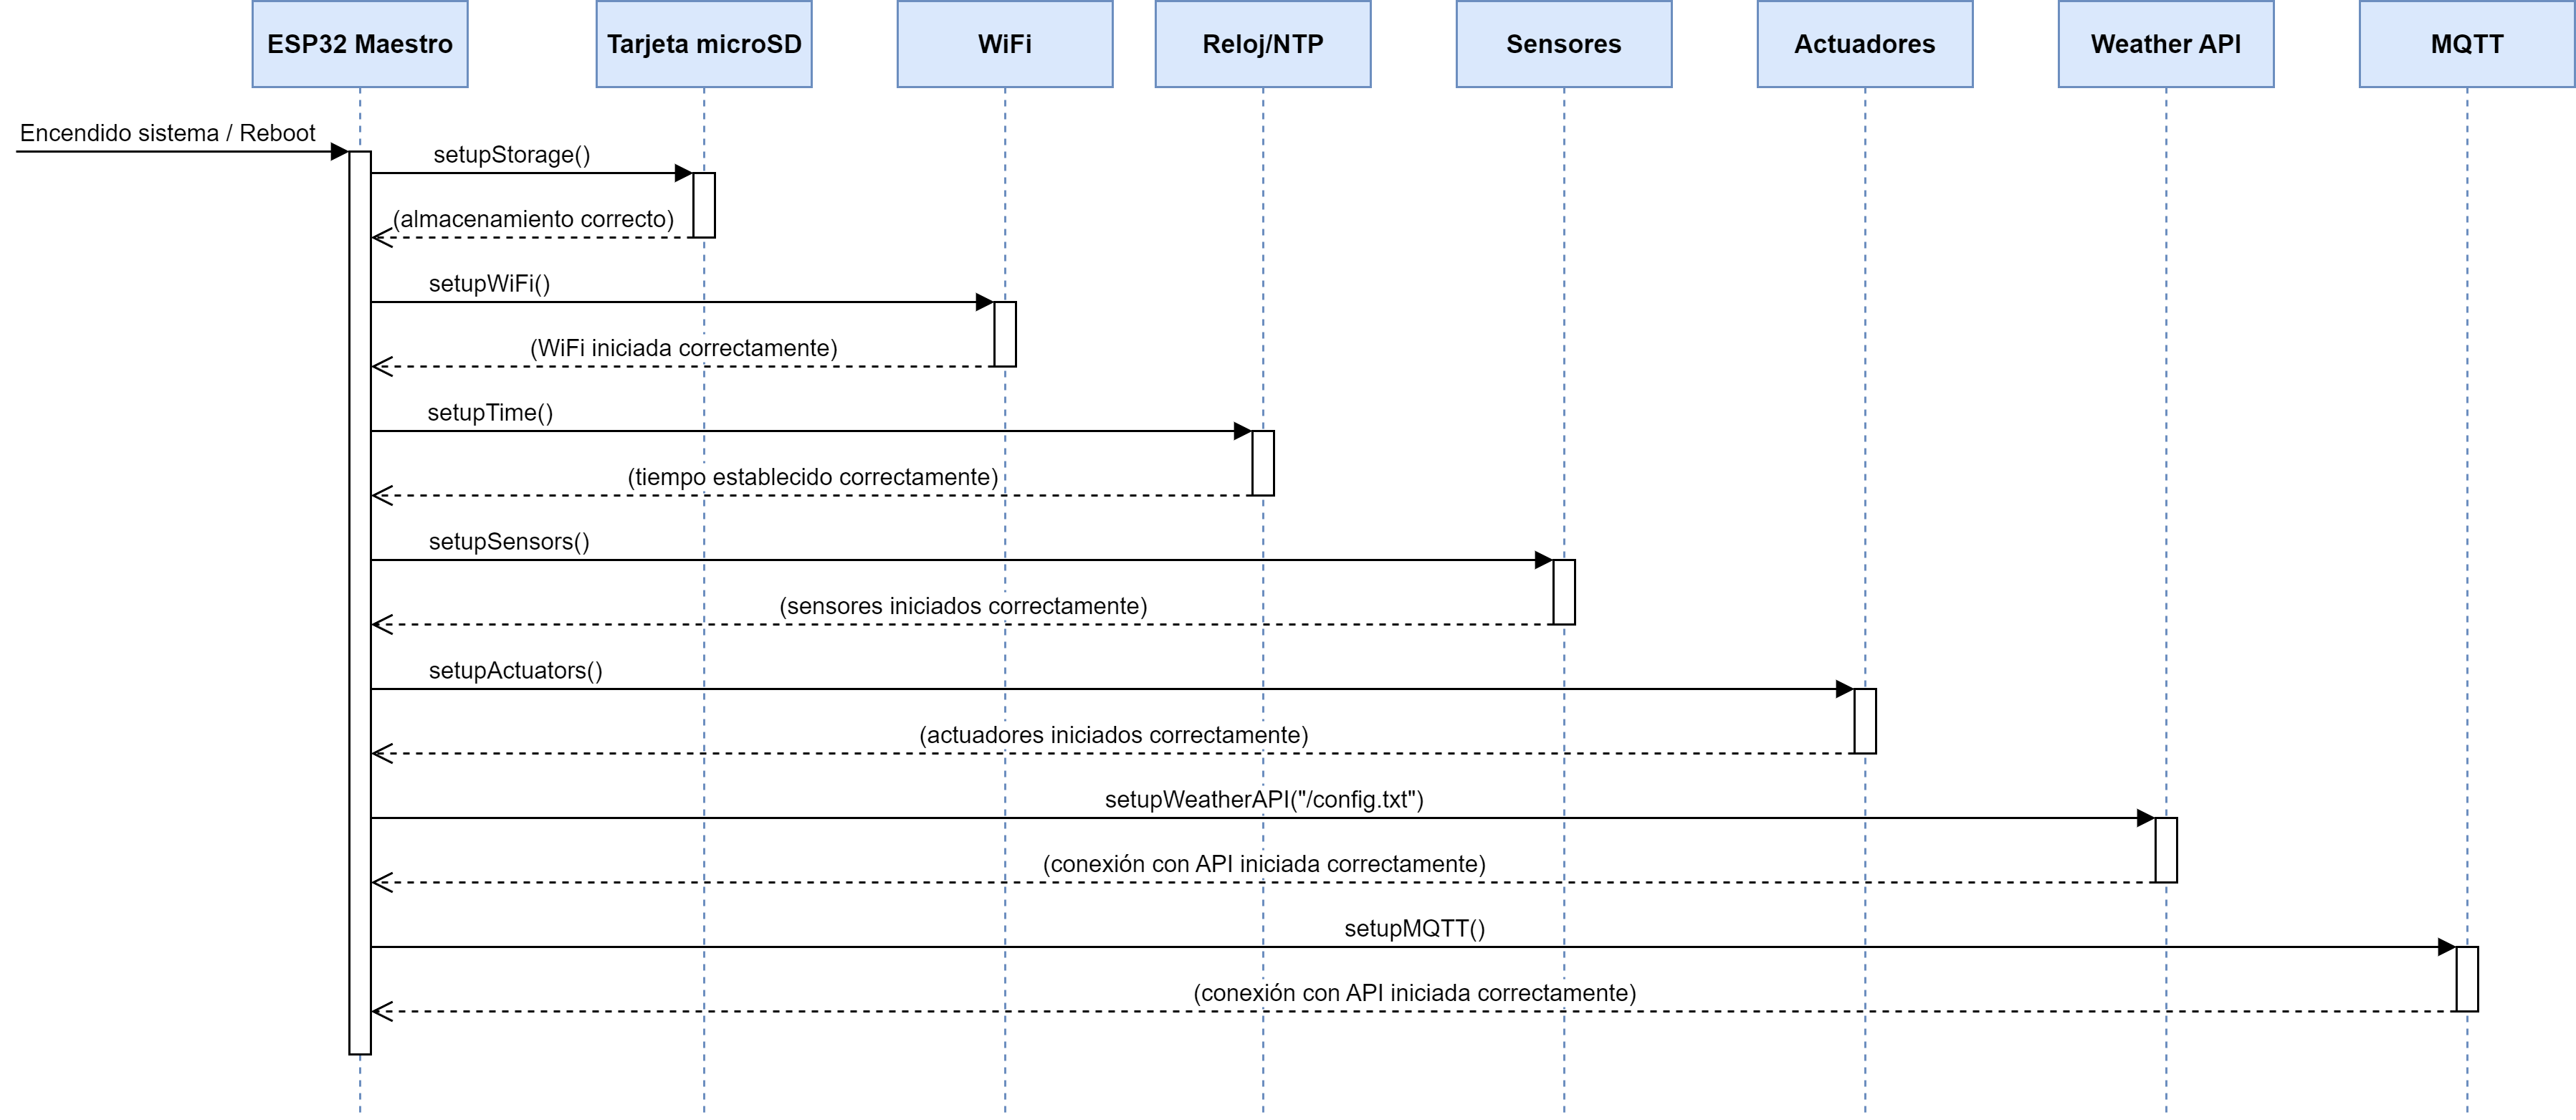 ESP32 Maestro
Tarjeta microSD
WiFi
Reloj/NTP
Sensores
Actuadores
Weather API
MQTT
Encendido sistema / Reboot
setupStorage()
(almacenamiento correcto)
setupWiFi()
(WiFi iniciada correctamente)
setupTime()
(tiempo establecido correctamente)
setupSensors()
(sensores iniciados correctamente)
setupActuators()
(actuadores iniciados correctamente)
setupWeatherAPI("/config.txt")
(conexión con API iniciada correctamente)
setupMQTT()
(conexión con API iniciada correctamente)